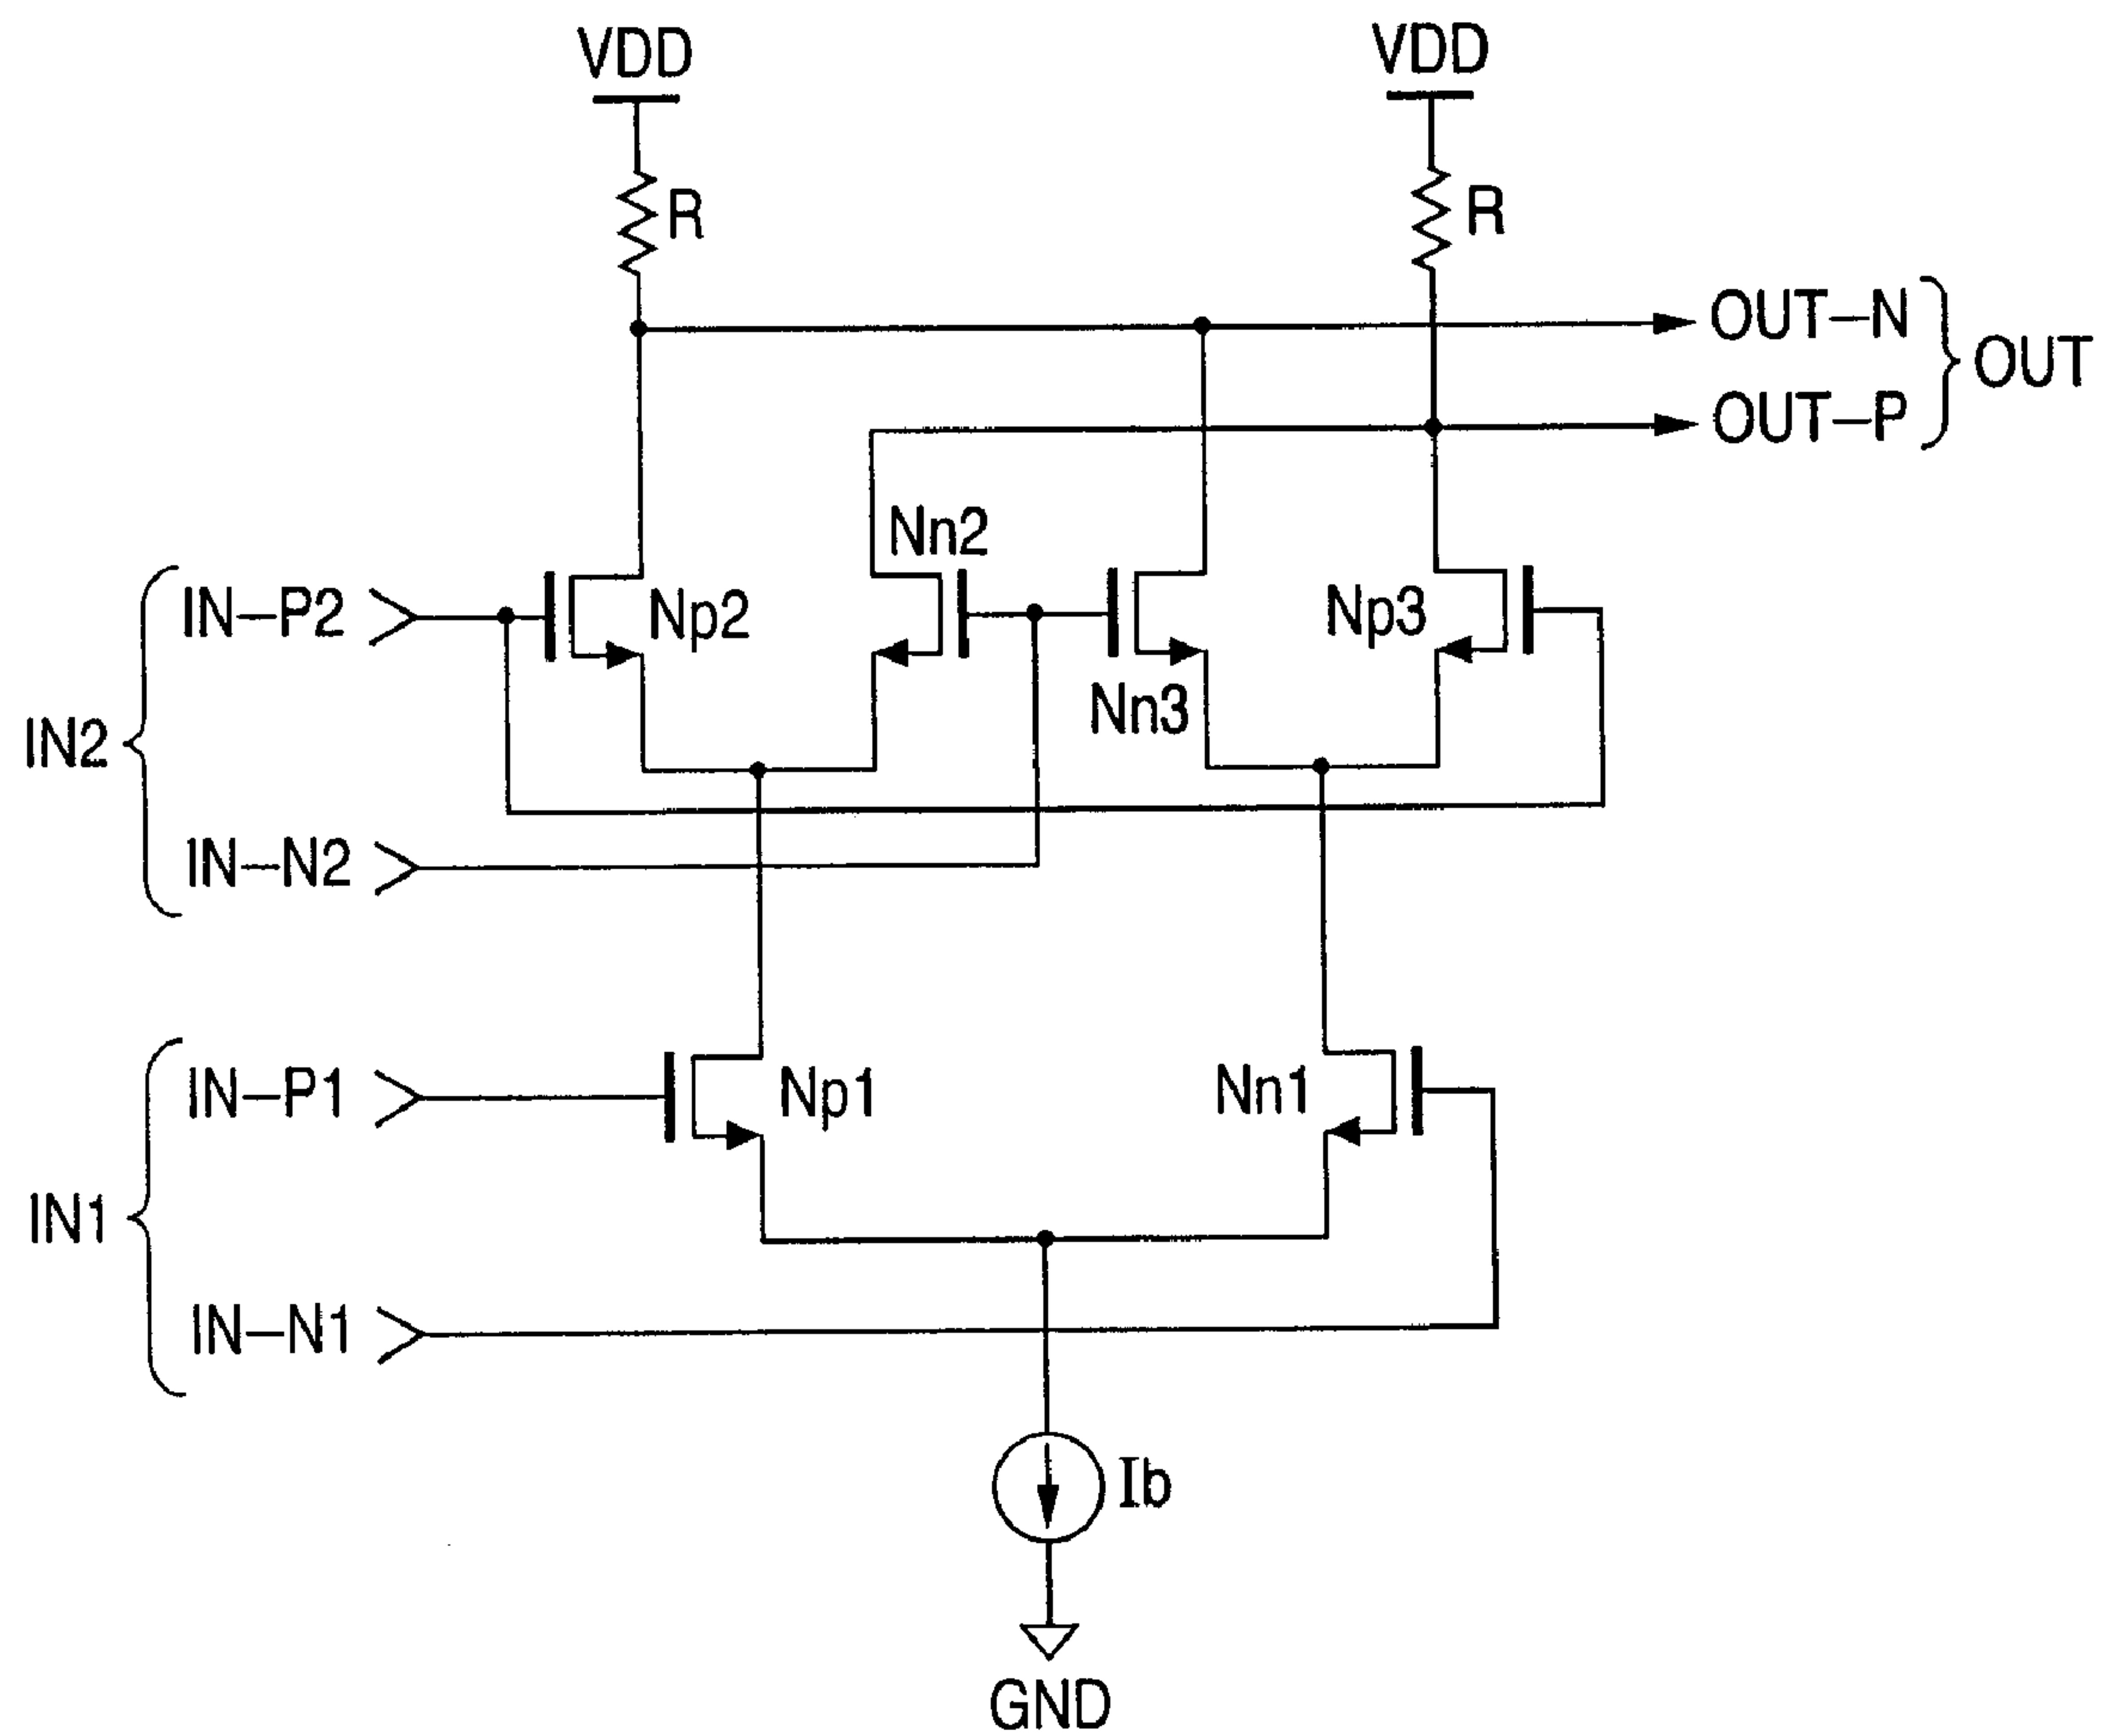 VDD
VDD
R
R
OUT-N
OUT
OUT-P
Nn2
IN-P2
Np2
Np3
Nn3
IN2
IN-N2
IN-P1
Np1
Nn1
IN1
IN-N1
Ib
GND